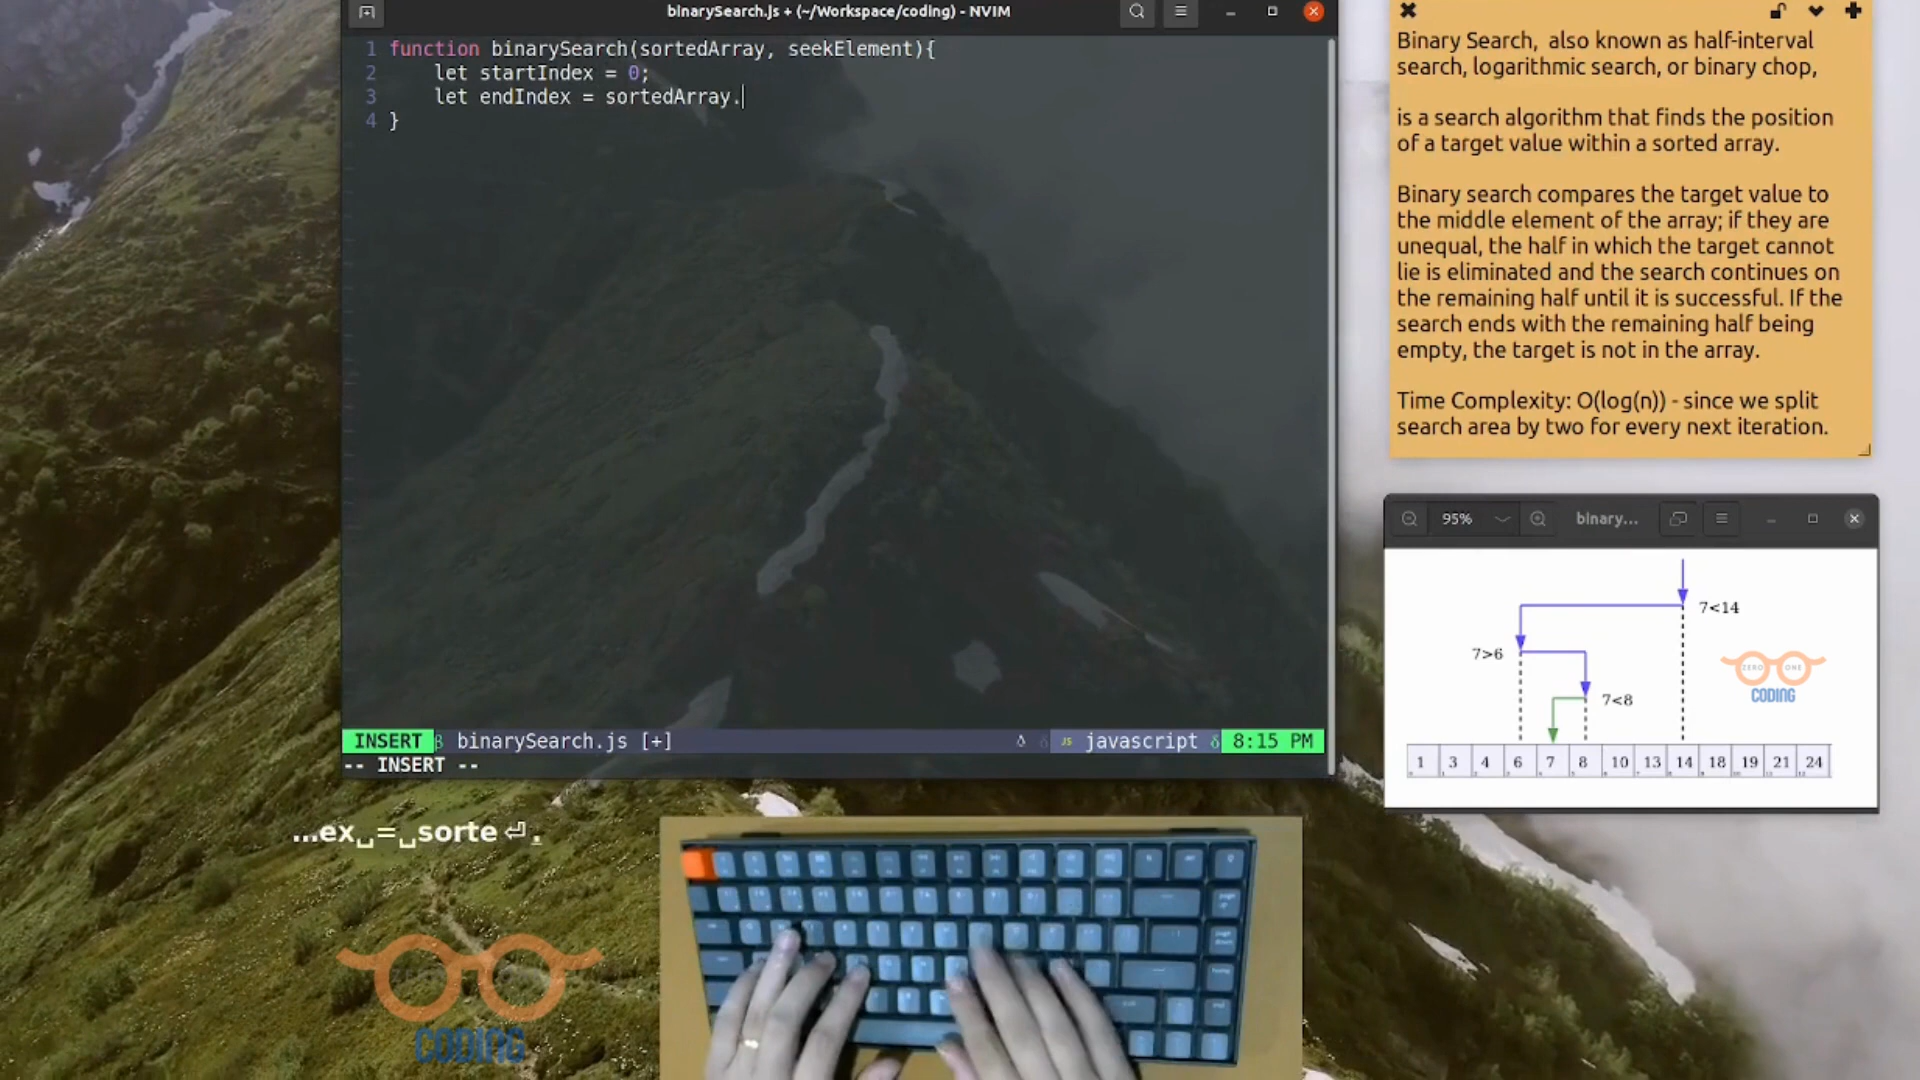 binarySearch.js + (~/Workspace/coding) - NVIM
1 function binarySearch(sortedArray, seekElement){
2     let startIndex = 0;
3     let endIndex = sortedArray.
4 }
INSERT β binarySearch.js [+]
JS javascript δ 8:15 PM
-- INSERT --
Binary Search, also known as half-interval
search, logarithmic search, or binary chop,
is a search algorithm that finds the position
of a target value within a sorted array.
Binary search compares the target value to
the middle element of the array; if they are
unequal, the half in which the target cannot
lie is eliminated and the search continues on
the remaining half until it is successful. If the
search ends with the remaining half being
empty, the target is not in the array.
Time Complexity: O(log(n)) - since we split
search area by two for every next iteration.
95% binary...
7<14
7>6
ZERO ONE
CODING
7<8
1 3 4 6 7 8 10 13 14 18 19 21 24
...ex␣=␣sorte⏎.
CODING